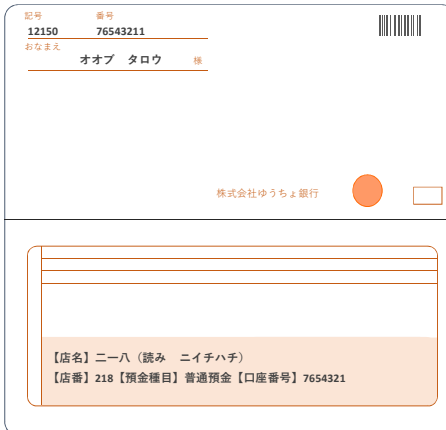 記号 番号
12150 76543211
おなまえ
オオブ タロウ 様
株式会社ゆうちょ銀行
【店名】二一八（読み ニイチハチ）
【店番】218【預金種目】普通預金【口座番号】7654321